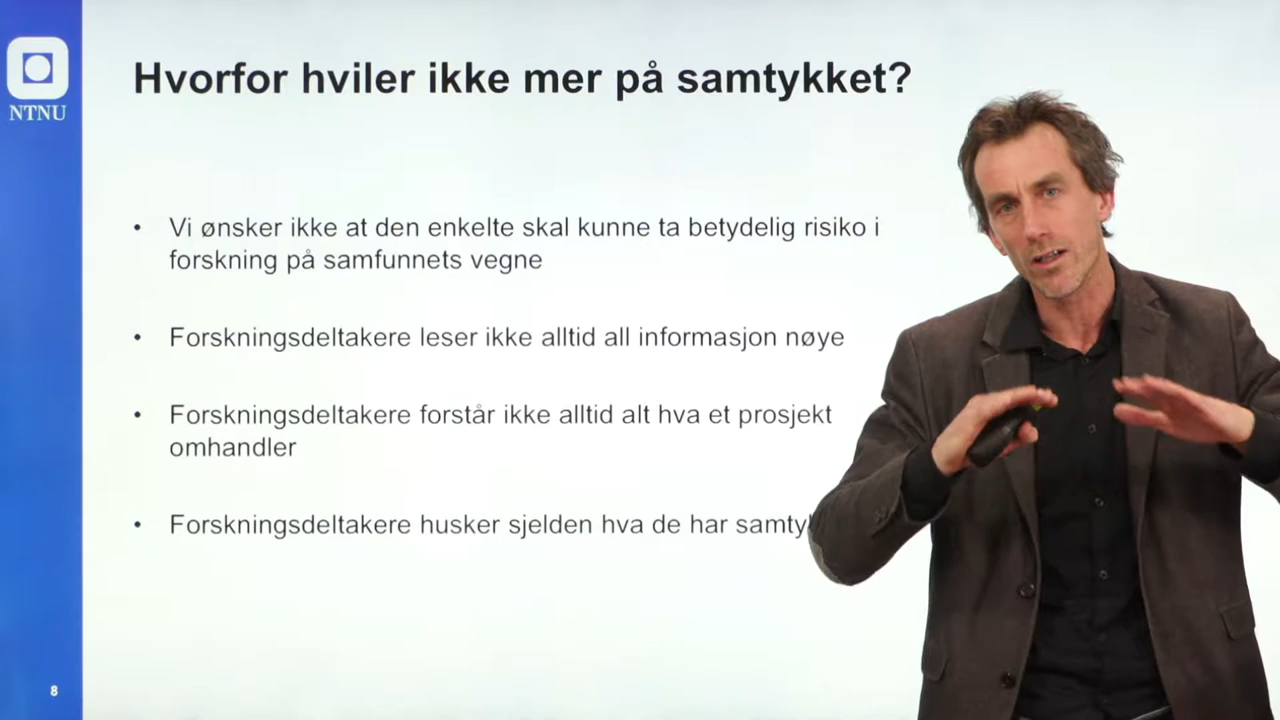 NTNU
Hvorfor hviler ikke mer på samtykket?
• Vi ønsker ikke at den enkelte skal kunne ta betydelig risiko i
forskning på samfunnets vegne
• Forskningsdeltakere leser ikke alltid all informasjon nøye
• Forskningsdeltakere forstår ikke alltid alt hva et prosjekt
omhandler
• Forskningsdeltakere husker sjelden hva de har
8